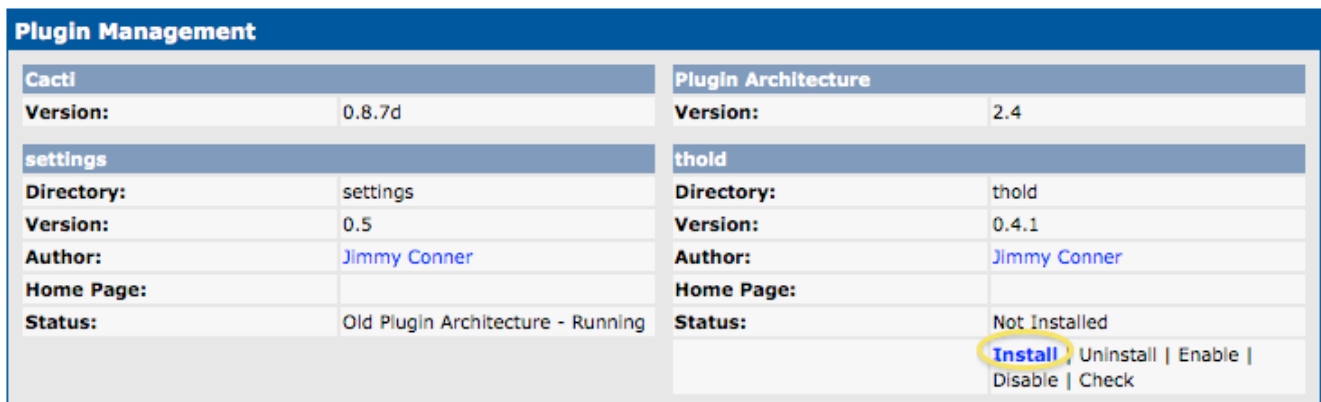 Plugin Management
Cacti
Version: 0.8.7d
Plugin Architecture
Version: 2.4
settings
Directory: settings
Version: 0.5
Author: Jimmy Conner
Home Page:
Status: Old Plugin Architecture - Running
thold
Directory: thold
Version: 0.4.1
Author: Jimmy Conner
Home Page:
Status: Not Installed
Install | Uninstall | Enable |
Disable | Check